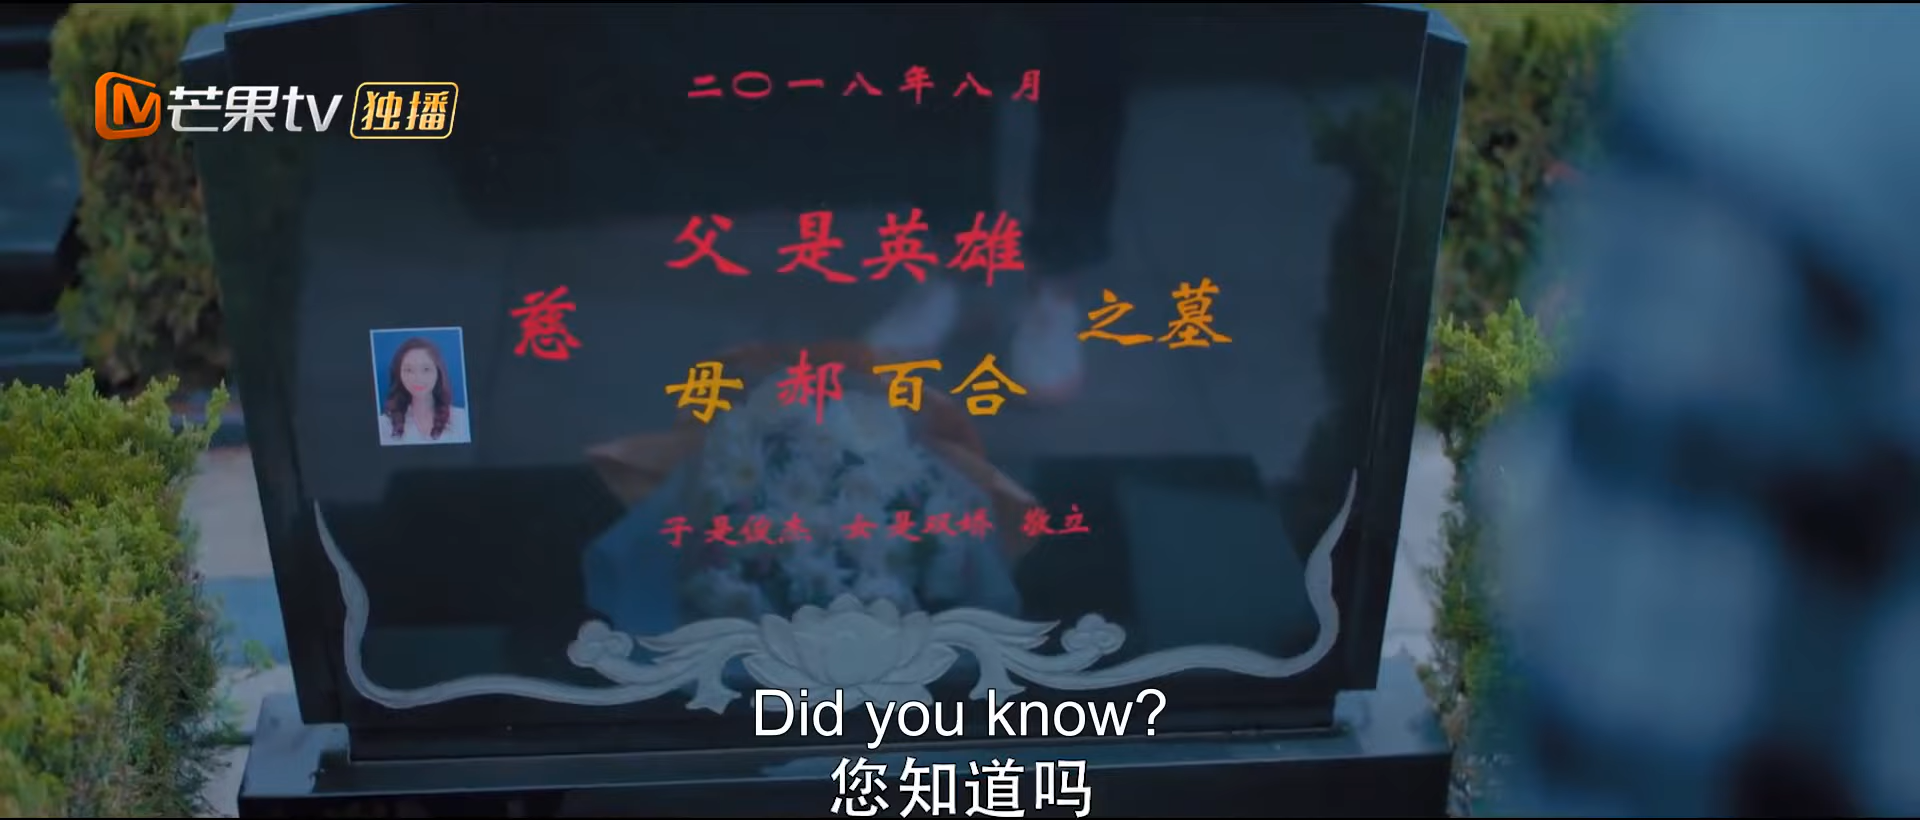 芒果tv 独播
二〇一八年八月
父是英雄
慈 之墓
母郝百合
子是俊杰 女是双娇 敬立
Did you know?
您知道吗